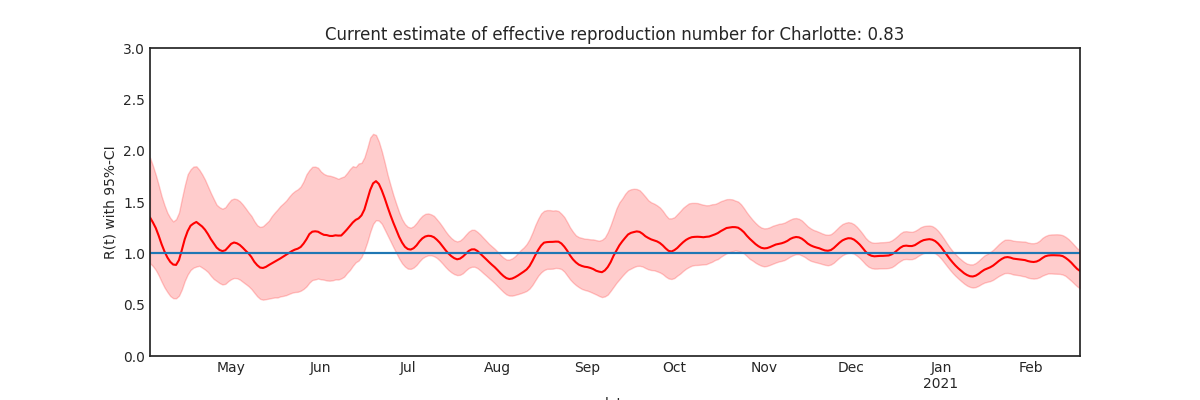 Current estimate of effective reproduction number for Charlotte: 0.83
R(t) with 95%-CI
3.0
2.5
2.0
1.5
1.0
0.5
0.0
May Jun Jul Aug Sep Oct Nov Dec Jan Feb
2021